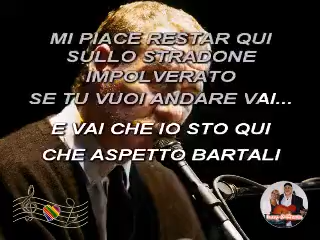 MI PIACE RESTAR QUI
SULLO STRADONE
IMPOLVERATO
SE TU VUOI ANDARE VAI...
E VAI CHE IO STO QUI
CHE ASPETTO BARTALI